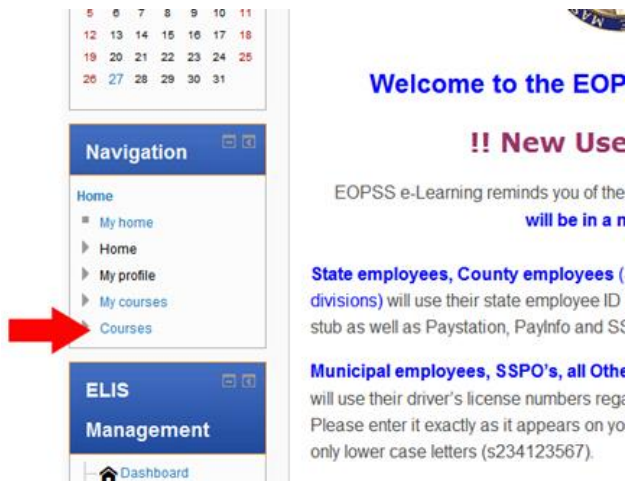 5 6 7 8 9 10 11
12 13 14 15 16 17 18
19 20 21 22 23 24 25
26 27 28 29 30 31
Navigation
Home
My home
Home
My profile
My courses
Courses
ELIS
Management
Dashboard
Welcome to the EOP
!! New Use
EOPSS e-Learning reminds you of the
will be in a n
State employees, County employees (
divisions) will use their state employee ID
stub as well as Paystation, PayInfo and SS
Municipal employees, SSPO's, all Othe
will use their driver's license numbers rega
Please enter it exactly as it appears on yo
only lower case letters (s234123567).